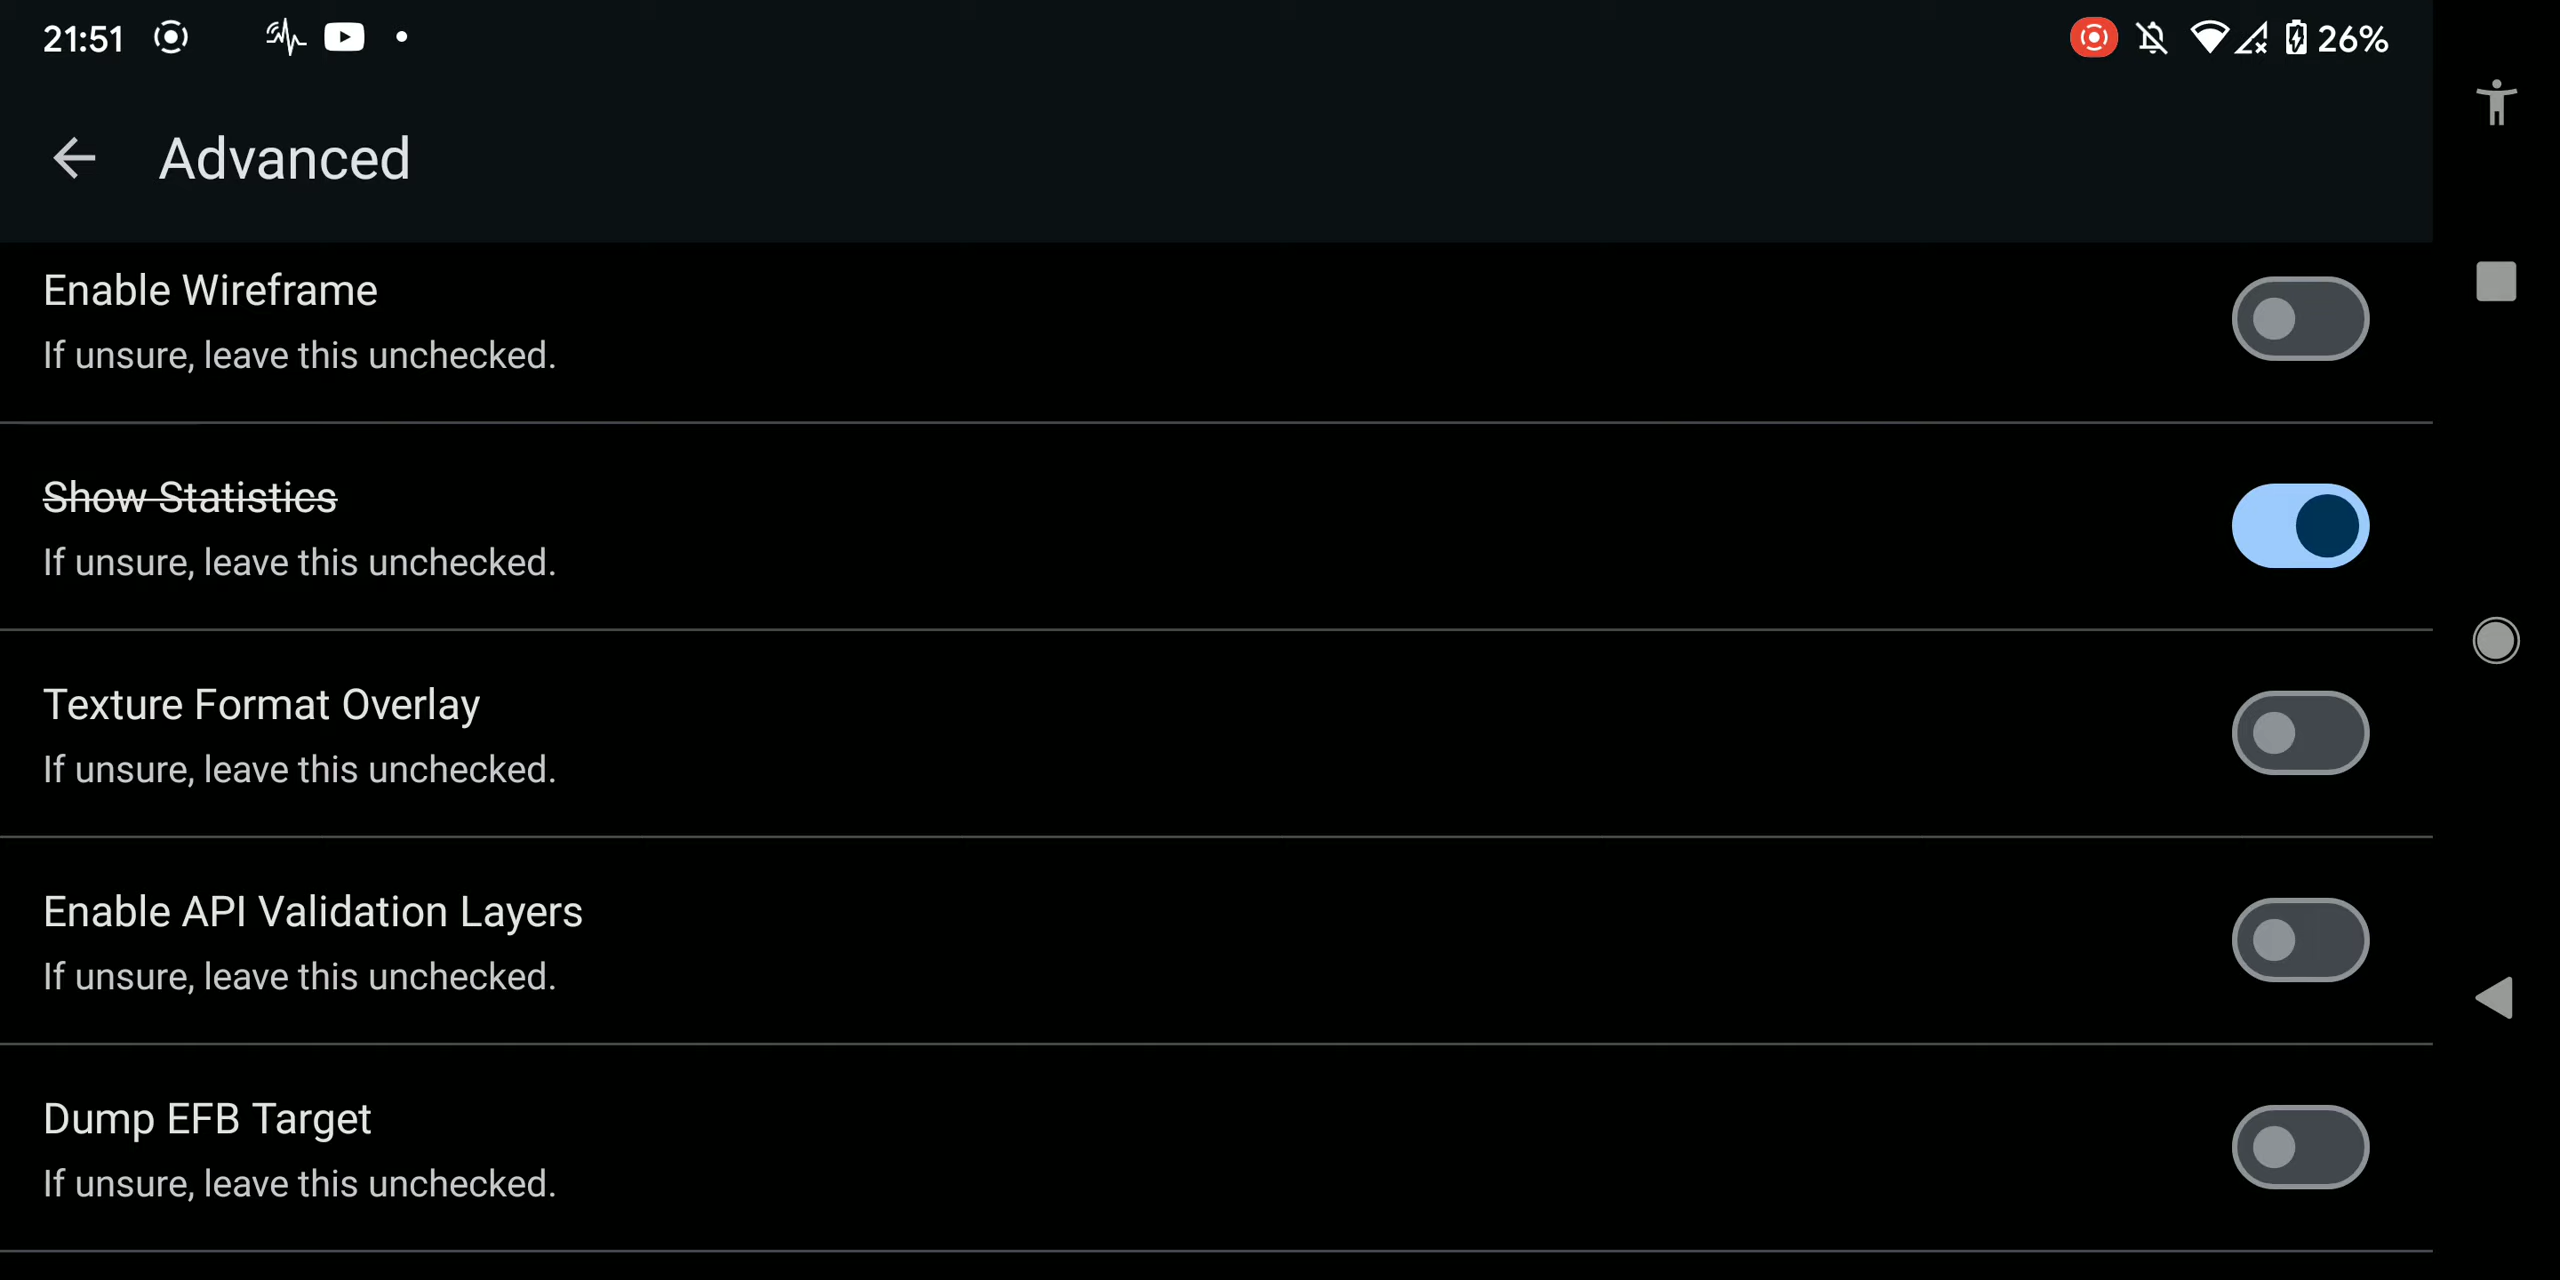 21:51
26%
Advanced
Enable Wireframe
If unsure, leave this unchecked.
Show Statistics
If unsure, leave this unchecked.
Texture Format Overlay
If unsure, leave this unchecked.
Enable API Validation Layers
If unsure, leave this unchecked.
Dump EFB Target
If unsure, leave this unchecked.